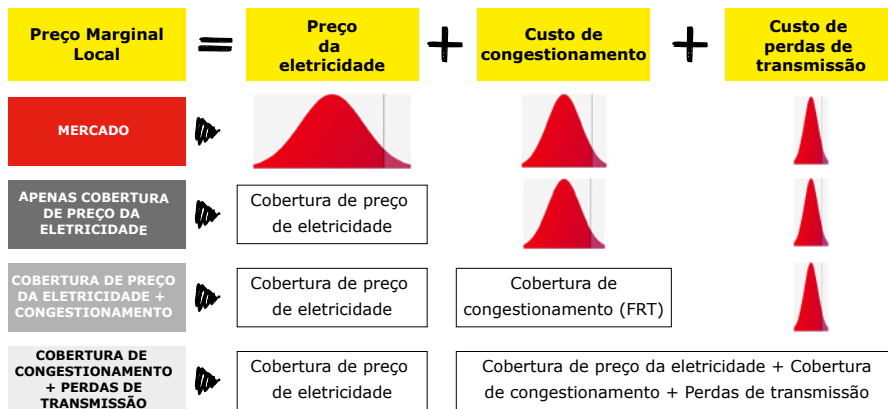 Preço Marginal
Local
=
Preço
da
eletricidade
+
Custo de
congestionamento
+
Custo de
perdas de
transmissão
MERCADO
APENAS COBERTURA
DE PREÇO DA
ELETRICIDADE
Cobertura de preço
de eletricidade
COBERTURA DE PREÇO
DA ELETRICIDADE +
CONGESTIONAMENTO
Cobertura de preço
de eletricidade
Cobertura de
congestionamento (FRT)
COBERTURA DE
CONGESTIONAMENTO
+ PERDAS DE
TRANSMISSÃO
Cobertura de preço
de eletricidade
Cobertura de preço da eletricidade + Cobertura
de congestionamento + Perdas de transmissão